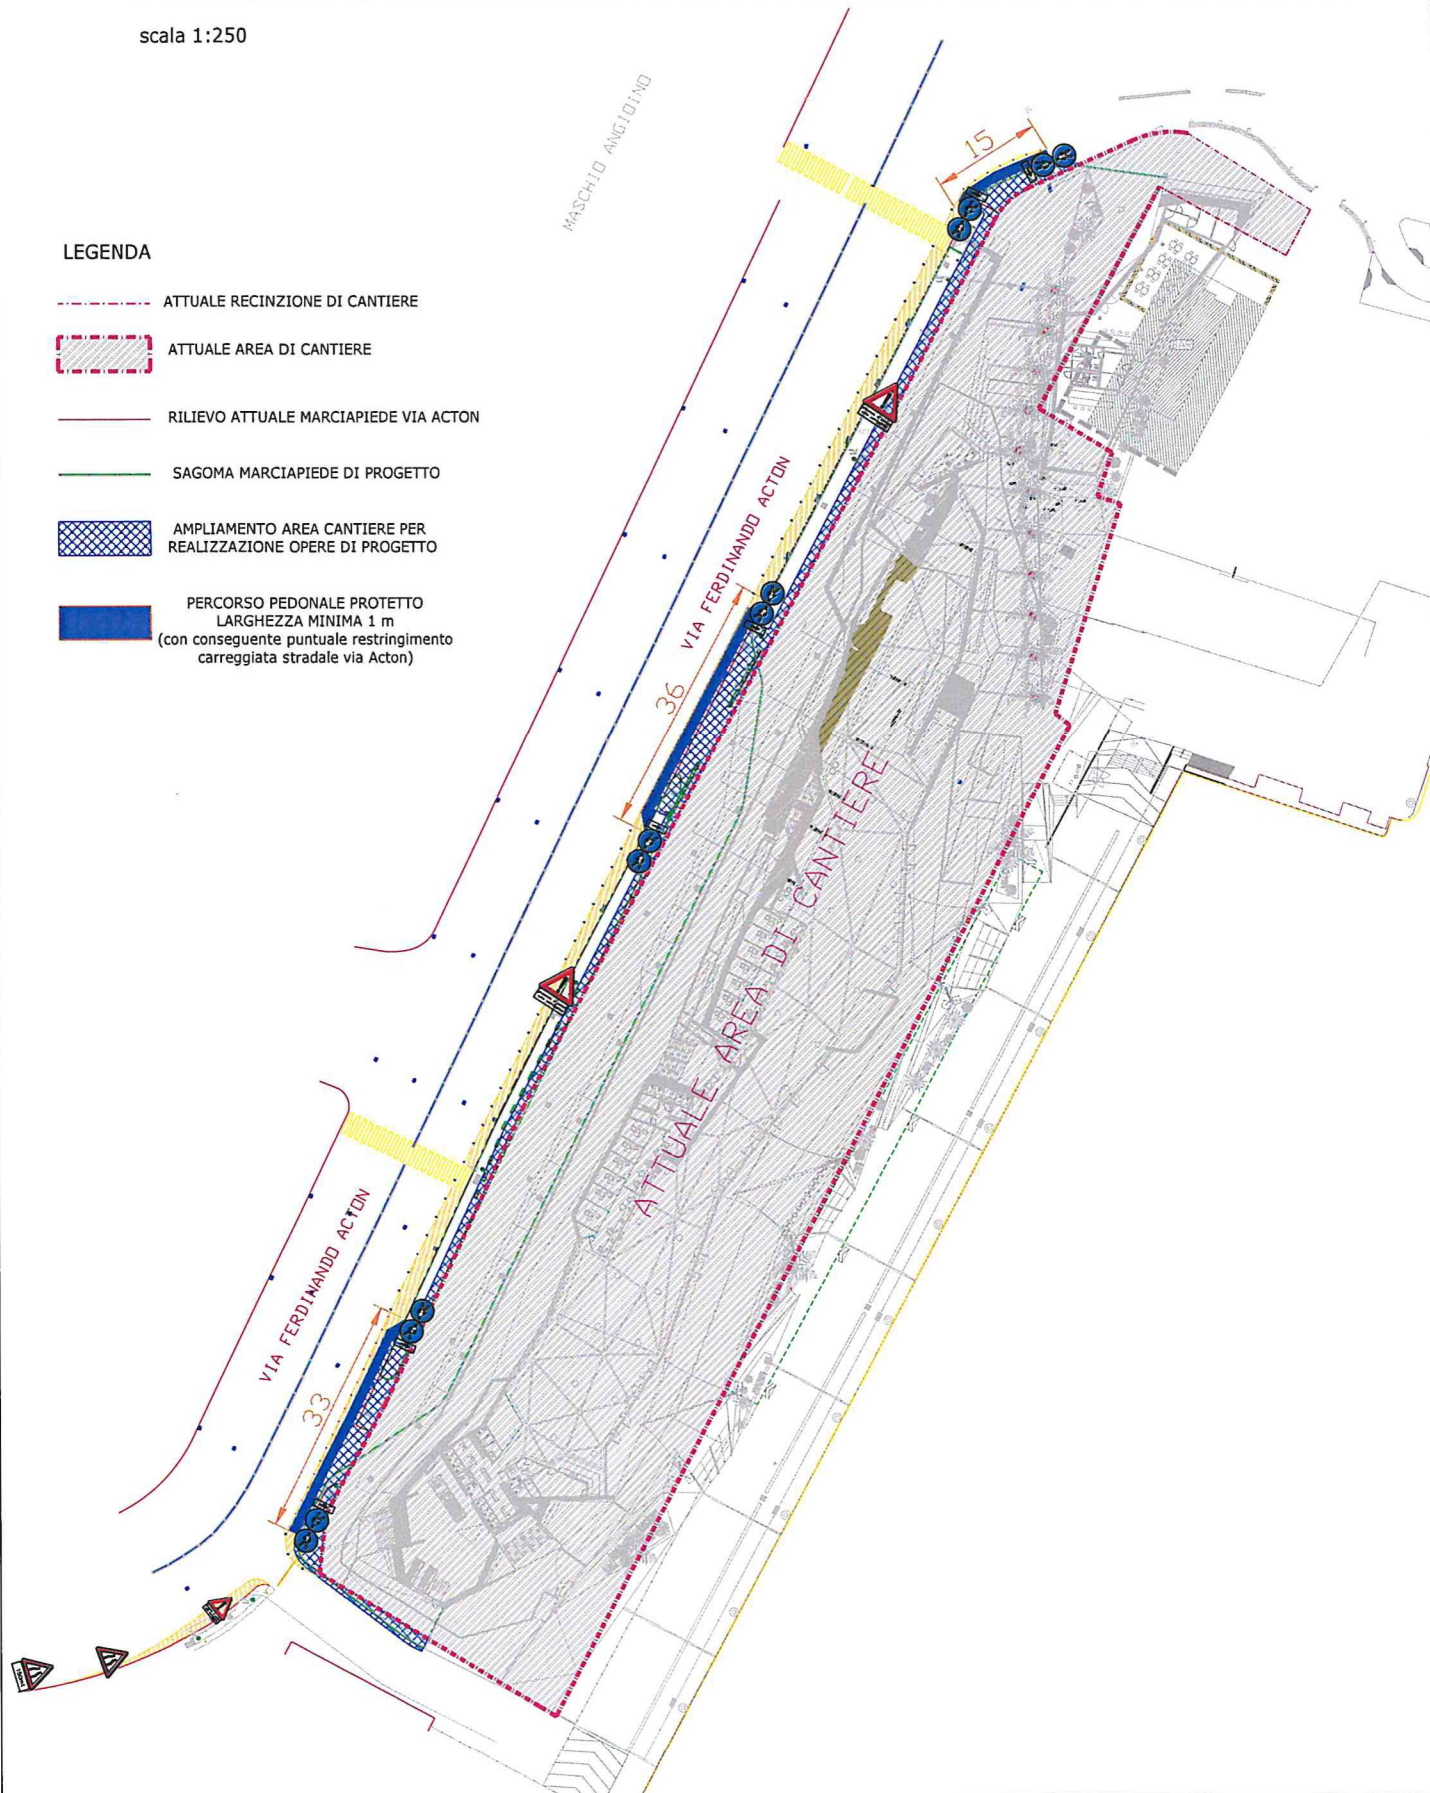 scala 1:250
MASCHIO ANGIOINO
15
LEGENDA
ATTUALE RECINZIONE DI CANTIERE
ATTUALE AREA DI CANTIERE
RILIEVO ATTUALE MARCIAPIEDE VIA ACTON
SAGOMA MARCIAPIEDE DI PROGETTO
AMPLIAMENTO AREA CANTIERE PER
REALIZZAZIONE OPERE DI PROGETTO
PERCORSO PEDONALE PROTETTO
LARGHEZZA MINIMA 1 m
(con conseguente puntuale restringimento
carreggiata stradale via Acton)
VIA FERDINANDO ACTON
36
ATTUALE AREA DI CANTIERE
VIA FERDINANDO ACTON
33